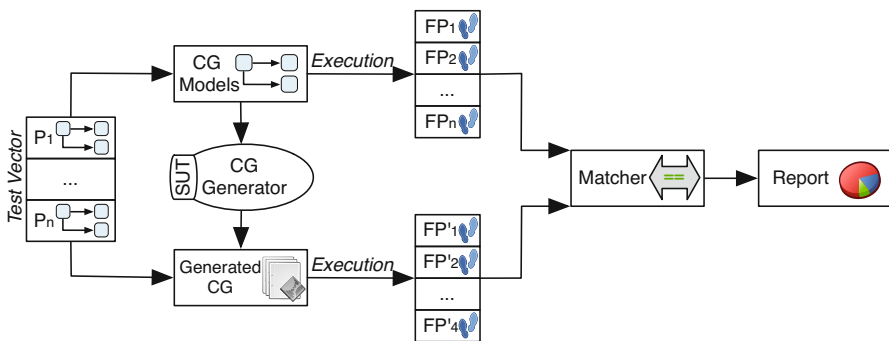 Test Vector
P1
...
Pn
CG
Models
Execution
SUT
CG
Generator
Generated
CG
Execution
FP1
FP2
...
FPn
FP'1
FP'2
...
FP'4
Matcher
==
Report